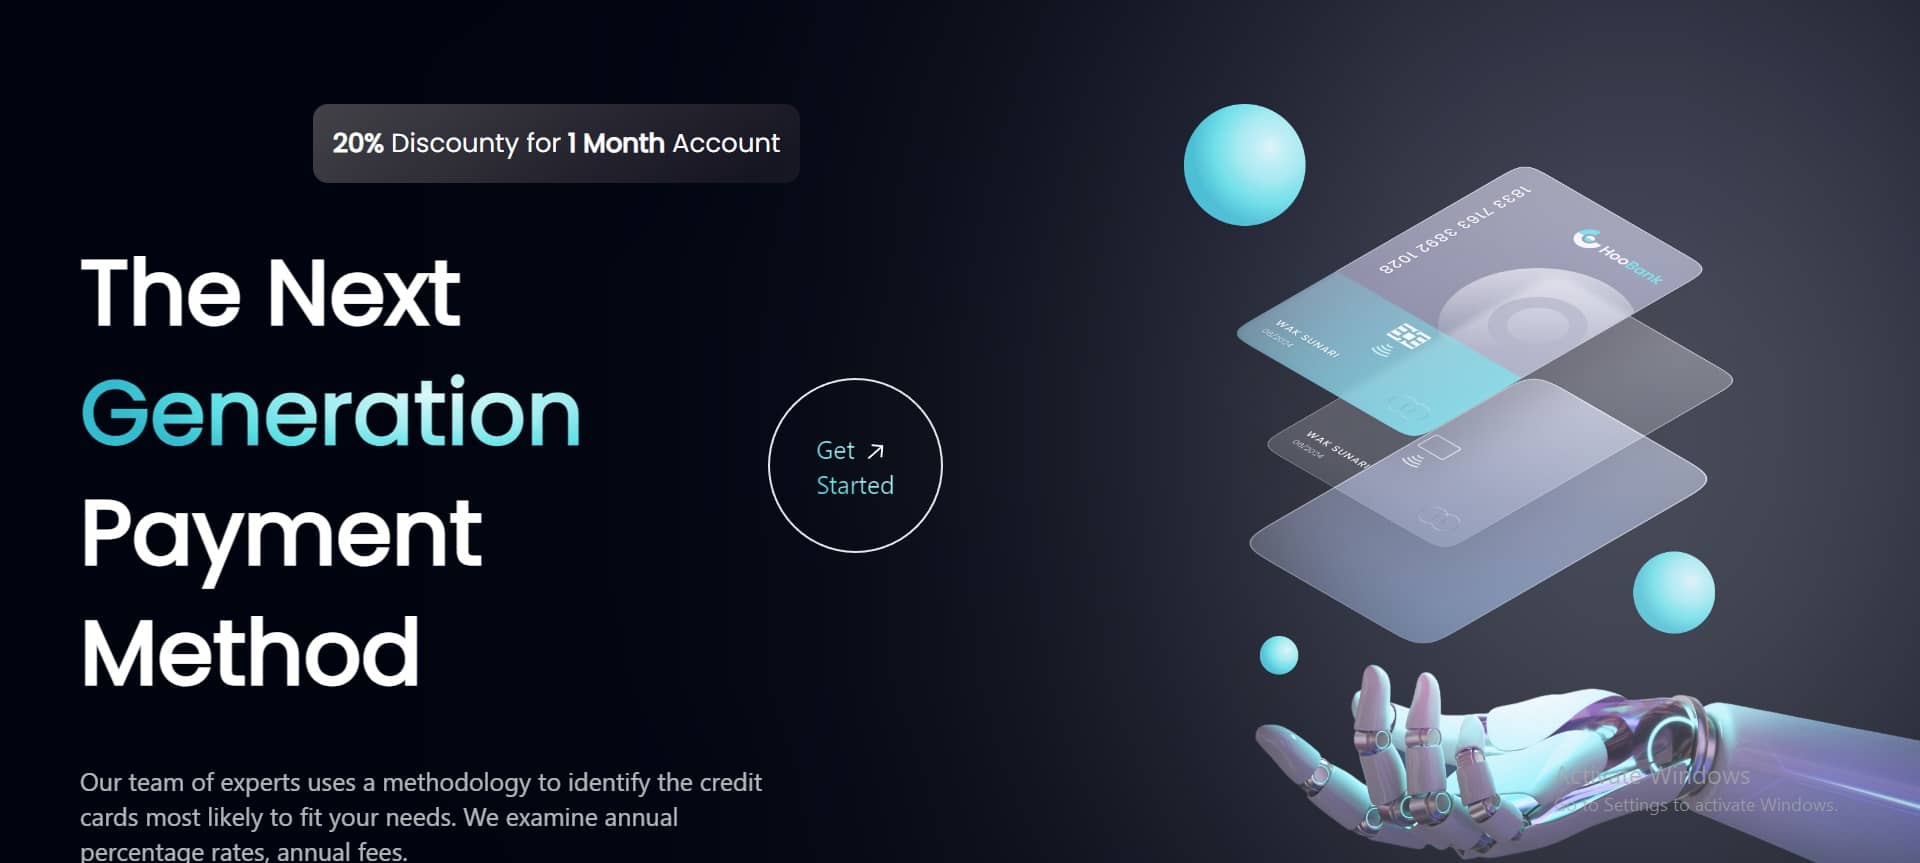 20% Discounty for 1 Month Account
The Next
Generation
Payment
Method
Get
Started
Our team of experts uses a methodology to identify the credit
cards most likely to fit your needs. We examine annual
percentage rates, annual fees.
1833 7163 3892 1028
HooBank
WAK SUNARI
08/2024
WAK SUNARI
08/2024
Activate Windows
Go to Settings to activate Windows.